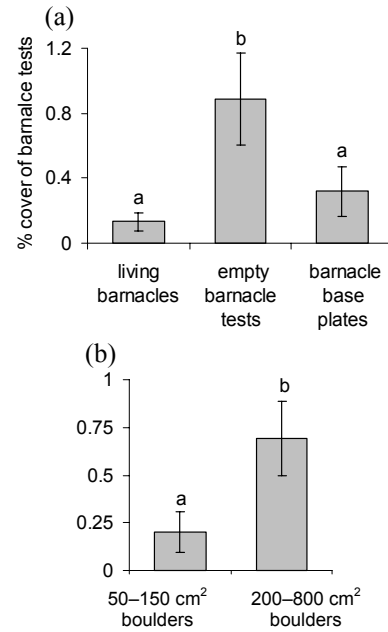 (a)
% cover of barnalce tests
1.2
0.8
0.4
0
a
b
a
living
barnacles
empty
barnacle
tests
barnacle
base
plates
(b)
1
0.75
0.5
0.25
0
a
b
50–150 cm²
boulders
200–800 cm²
boulders